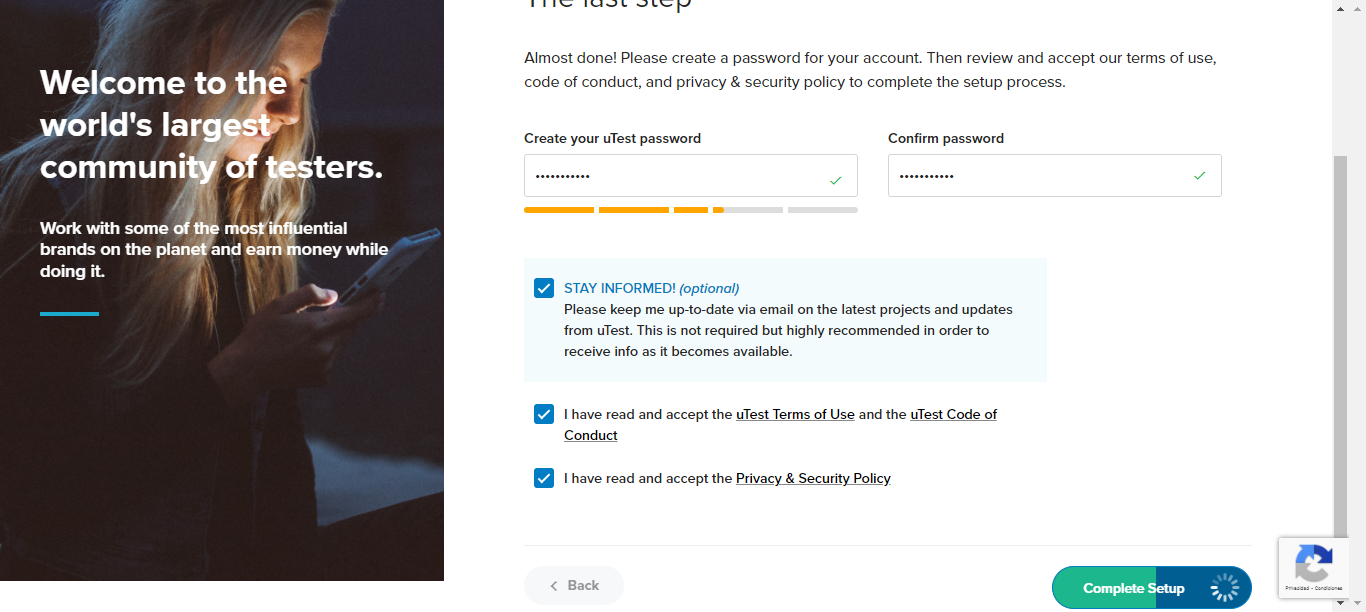 Welcome to the
world's largest
community of testers.
Work with some of the most influential
brands on the planet and earn money while
doing it.
The last step
Almost done! Please create a password for your account. Then review and accept our terms of use,
code of conduct, and privacy & security policy to complete the setup process.
Create your uTest password
Confirm password
•••••••••••
•••••••••••
STAY INFORMED! (optional)
Please keep me up-to-date via email on the latest projects and updates
from uTest. This is not required but highly recommended in order to
receive info as it becomes available.
I have read and accept the uTest Terms of Use and the uTest Code of
Conduct
I have read and accept the Privacy & Security Policy
Back
Complete Setup
Privacidad - Condiciones